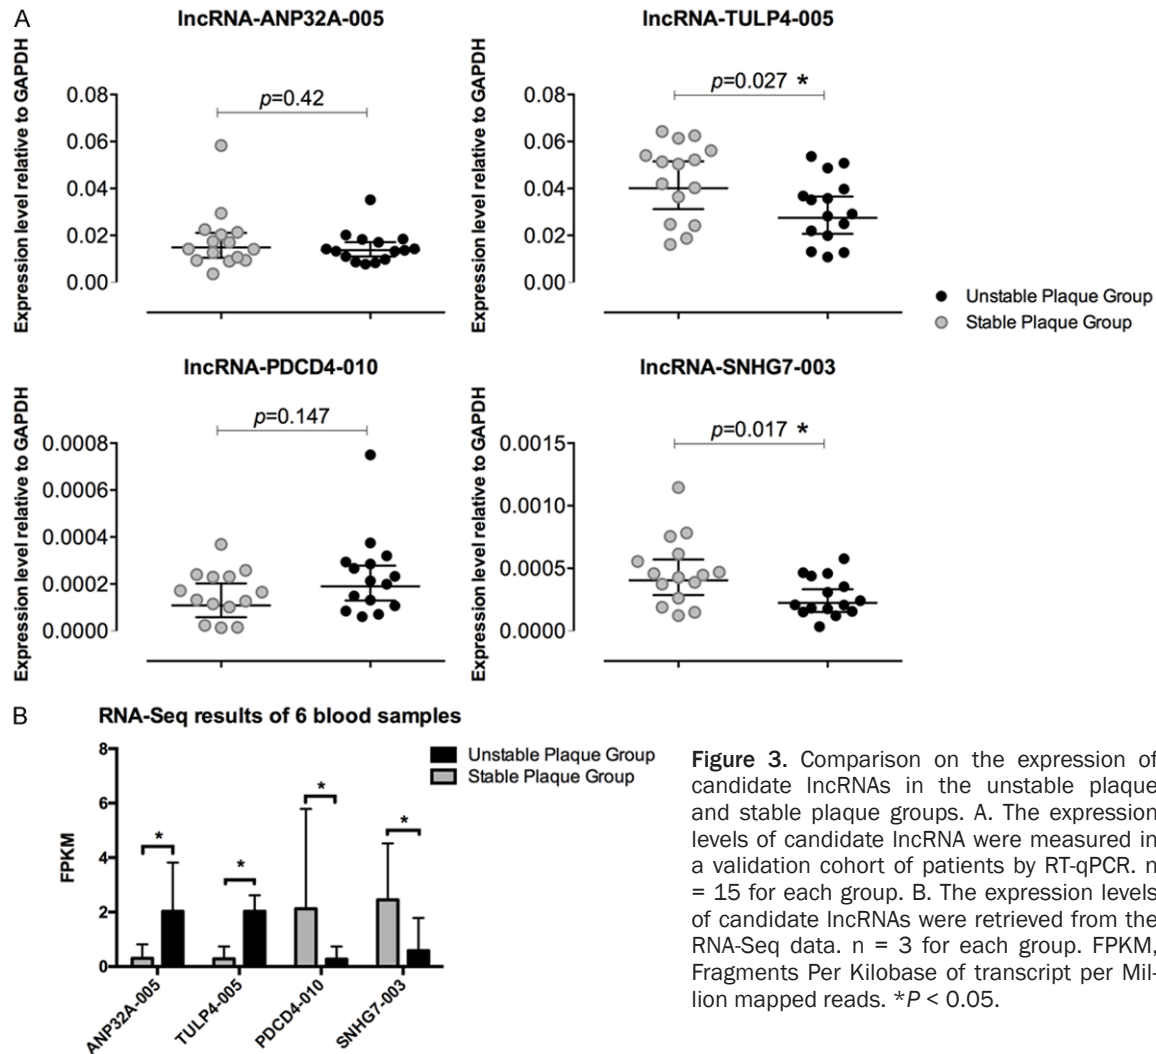 A
lncRNA-ANP32A-005
Expression level relative to GAPDH
0.08
0.06
0.04
0.02
0.00
p=0.42
lncRNA-TULP4-005
Expression level relative to GAPDH
0.08
0.06
0.04
0.02
0.00
p=0.027 *
Unstable Plaque Group
Stable Plaque Group
lncRNA-PDCD4-010
Expression level relative to GAPDH
0.0008
0.0006
0.0004
0.0002
0.0000
p=0.147
lncRNA-SNHG7-003
Expression level relative to GAPDH
0.0015
0.0010
0.0005
0.0000
p=0.017 *
B
RNA-Seq results of 6 blood samples
FPKM
8
6
4
2
0
*
*
*
*
Unstable Plaque Group
Stable Plaque Group
ANP32A-005
TULP4-005
PDCD4-010
SNHG7-003
Figure 3. Comparison on the expression of
candidate lncRNAs in the unstable plaque
and stable plaque groups. A. The expression
levels of candidate lncRNA were measured in
a validation cohort of patients by RT-qPCR. n
= 15 for each group. B. The expression levels
of candidate lncRNAs were retrieved from the
RNA-Seq data. n = 3 for each group. FPKM,
Fragments Per Kilobase of transcript per Mil-
lion mapped reads. *P < 0.05.